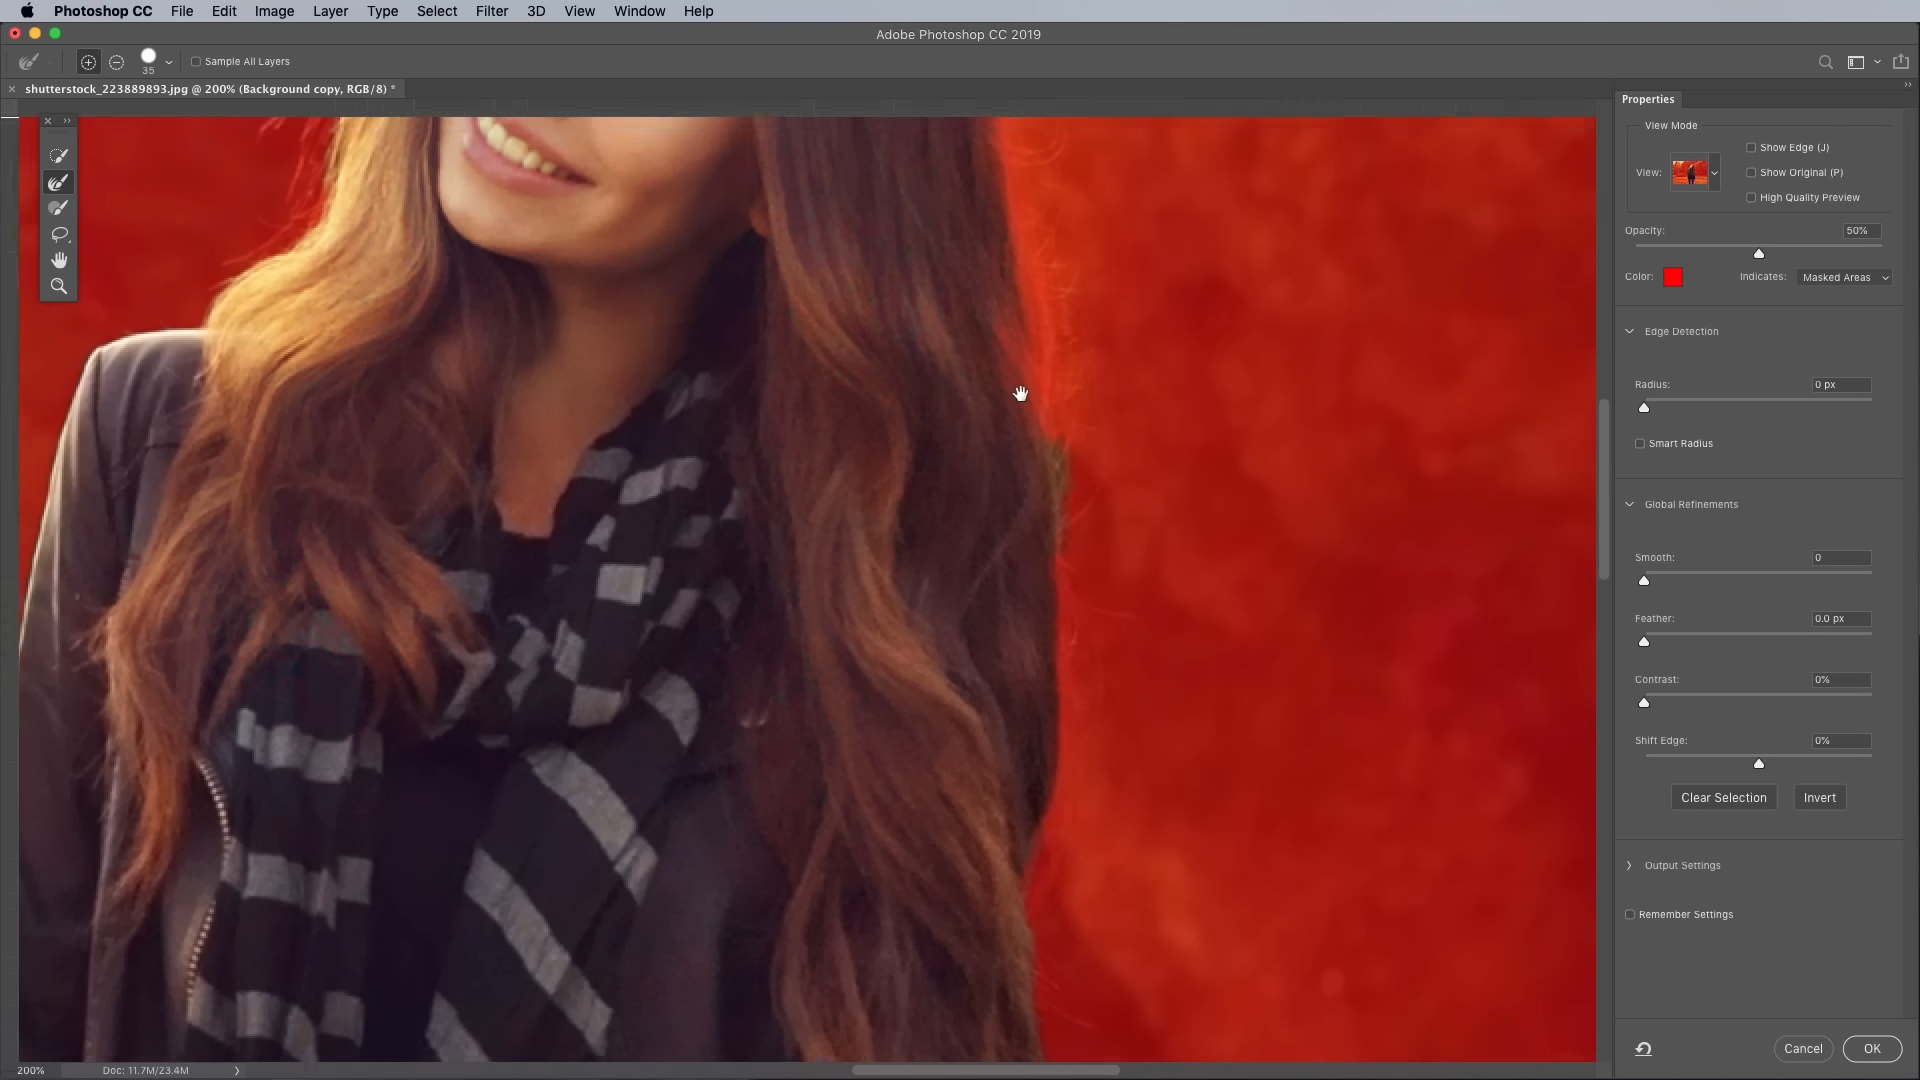 Photoshop CC File Edit Image Layer Type Select Filter 3D View Window Help
Adobe Photoshop CC 2019
35
Sample All Layers
shutterstock_223889893.jpg @ 200% (Background copy, RGB/8) *
Properties
View Mode
View:
Show Edge (J)
Show Original (P)
High Quality Preview
Opacity: 50%
Color:
Indicates: Masked Areas
Edge Detection
Radius: 0 px
Smart Radius
Global Refinements
Smooth: 0
Feather: 0.0 px
Contrast: 0%
Shift Edge: 0%
Clear Selection Invert
Output Settings
Remember Settings
Cancel OK
200% Doc: 11.7M/23.4M